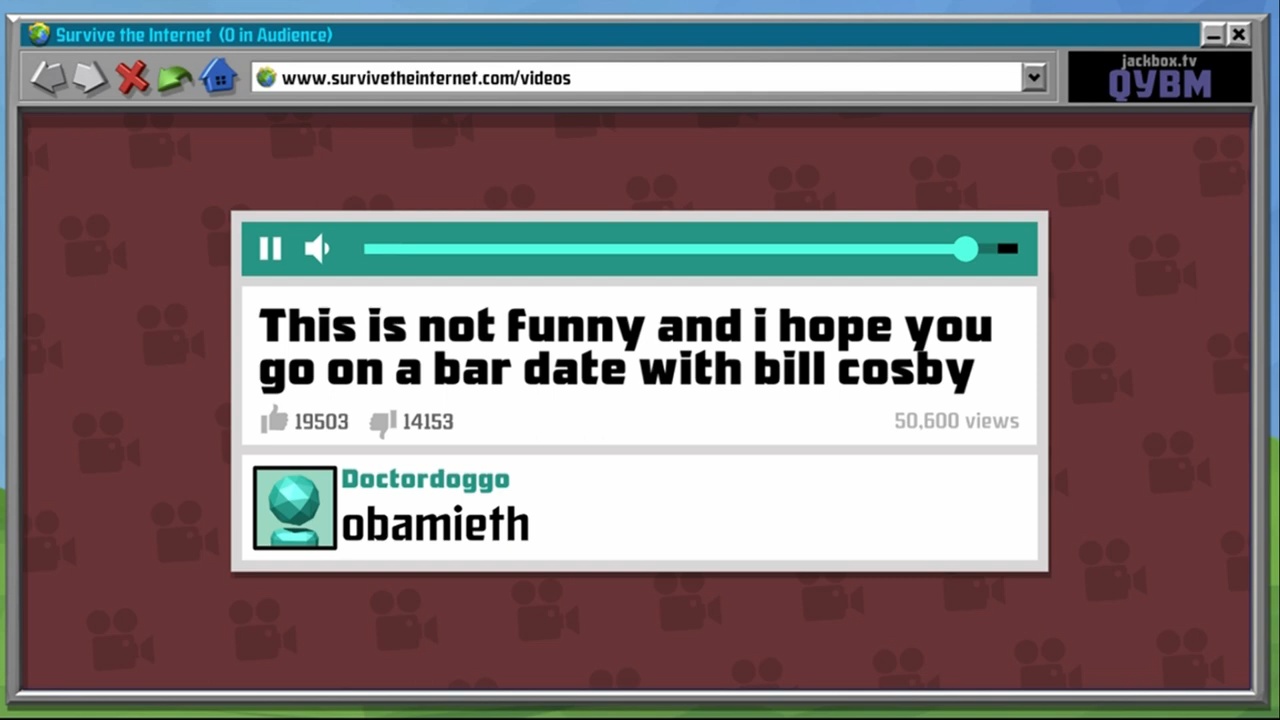 Survive the Internet (0 in Audience)
www.survivetheinternet.com/videos
jackbox.tv
QYBM
This is not funny and i hope you
go on a bar date with bill cosby
19503 14153 50,600 views
Doctordoggo
obamieth